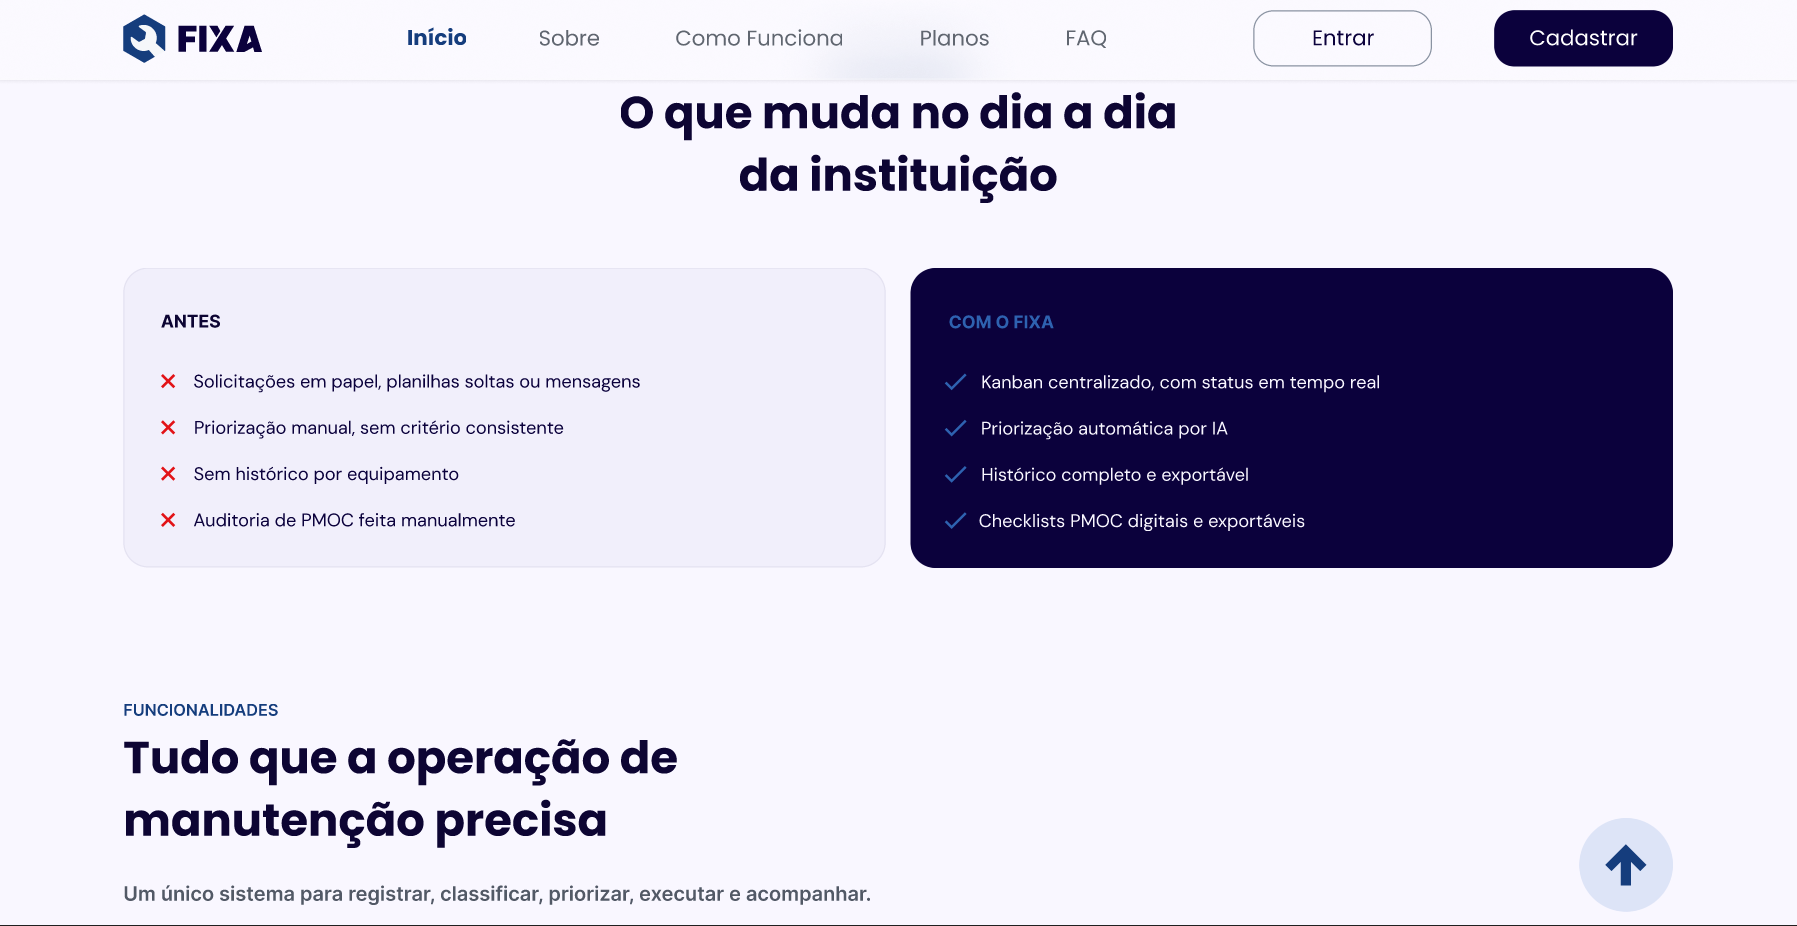 FIXA
Início
Sobre
Como Funciona
Planos
FAQ
Entrar
Cadastrar
O que muda no dia a dia
da instituição
ANTES
Solicitações em papel, planilhas soltas ou mensagens
Priorização manual, sem critério consistente
Sem histórico por equipamento
Auditoria de PMOC feita manualmente
COM O FIXA
Kanban centralizado, com status em tempo real
Priorização automática por IA
Histórico completo e exportável
Checklists PMOC digitais e exportáveis
FUNCIONALIDADES
Tudo que a operação de
manutenção precisa
Um único sistema para registrar, classificar, priorizar, executar e acompanhar.